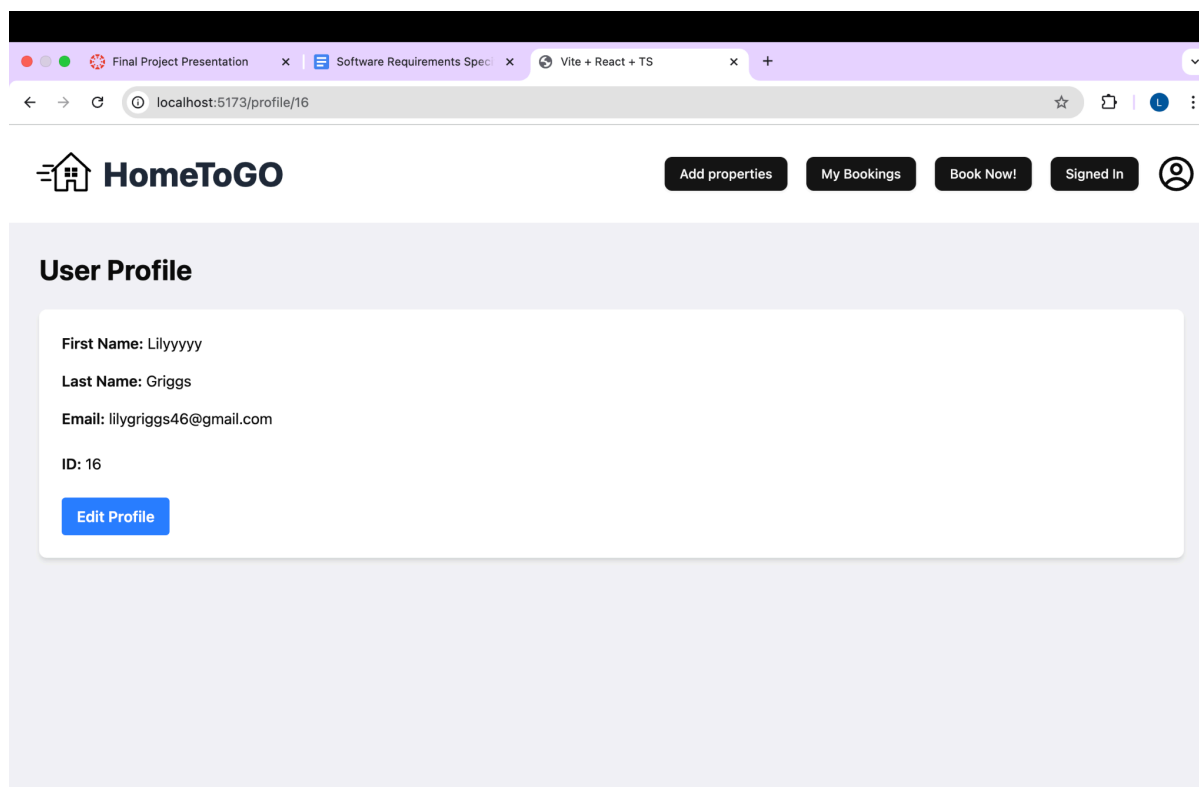 Final Project Presentation
Software Requirements Speci
Vite + React + TS
localhost:5173/profile/16
L
HomeToGO
Add properties
My Bookings
Book Now!
Signed In
User Profile
First Name: Lilyyyyy
Last Name: Griggs
Email: lilygriggs46@gmail.com
ID: 16
Edit Profile